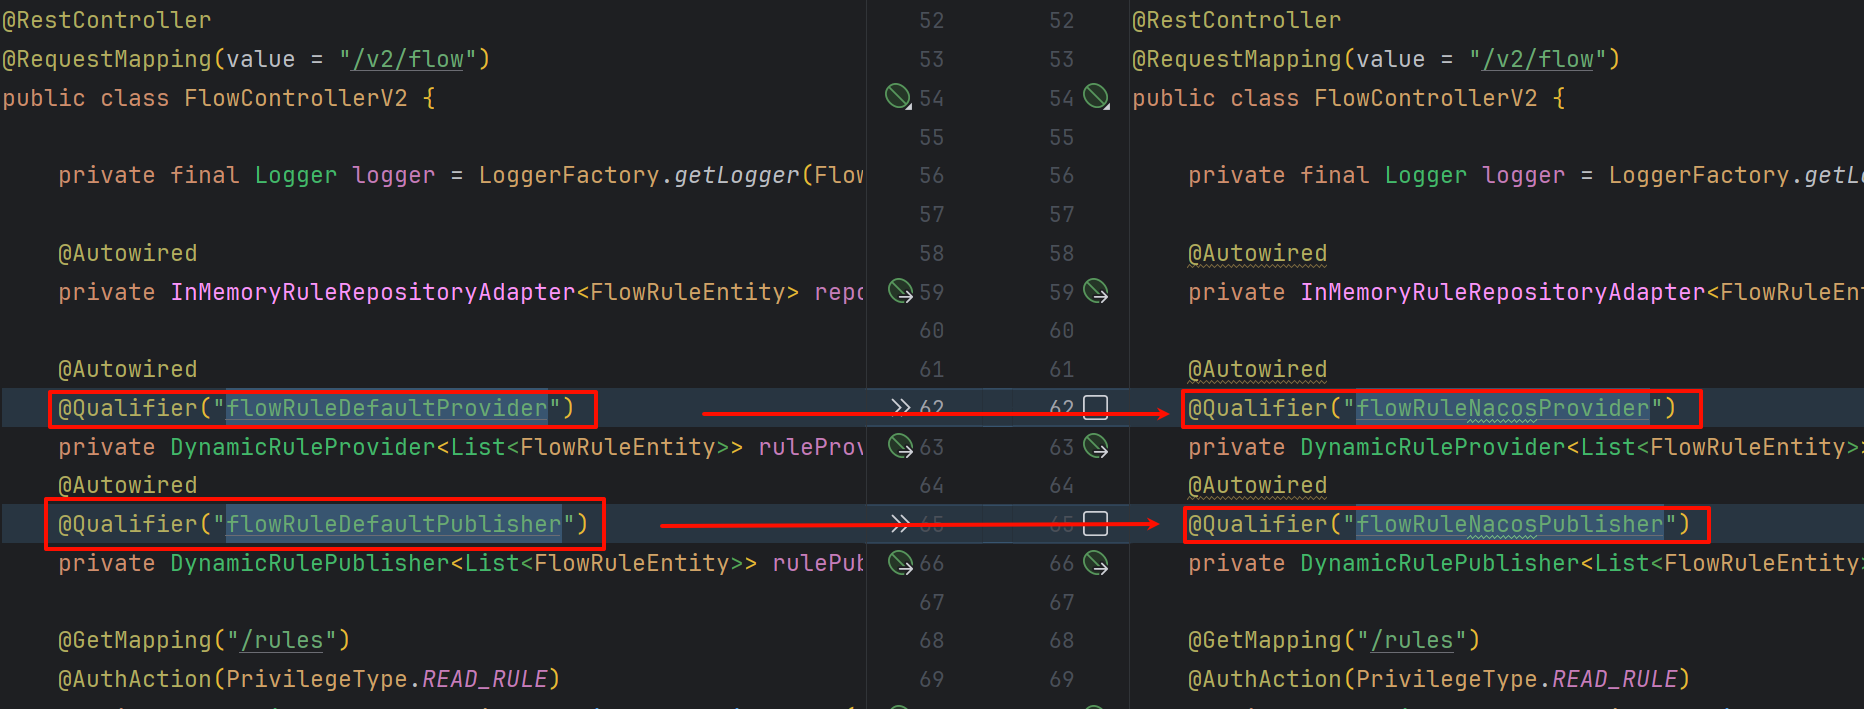 @RestController
@RequestMapping(value = "/v2/flow")
public class FlowControllerV2 {
private final Logger logger = LoggerFactory.getLogger(Flow
@Autowired
private InMemoryRuleRepositoryAdapter<FlowRuleEntity> repo
@Autowired
@Qualifier("flowRuleDefaultProvider")
private DynamicRuleProvider<List<FlowRuleEntity>> ruleProv
@Autowired
@Qualifier("flowRuleDefaultPublisher")
private DynamicRulePublisher<List<FlowRuleEntity>> rulePub
@GetMapping("/rules")
@AuthAction(PrivilegeType.READ_RULE)
52 52
53 53
54 54
55 55
56 56
57 57
58 58
59 59
60 60
61 61
62 62
63 63
64 64
65 65
66 66
67 67
68 68
69 69
@RestController
@RequestMapping(value = "/v2/flow")
public class FlowControllerV2 {
private final Logger logger = LoggerFactory.getLo
@Autowired
private InMemoryRuleRepositoryAdapter<FlowRuleEnt
@Autowired
@Qualifier("flowRuleNacosProvider")
private DynamicRuleProvider<List<FlowRuleEntity>>
@Autowired
@Qualifier("flowRuleNacosPublisher")
private DynamicRulePublisher<List<FlowRuleEntity>
@GetMapping("/rules")
@AuthAction(PrivilegeType.READ_RULE)